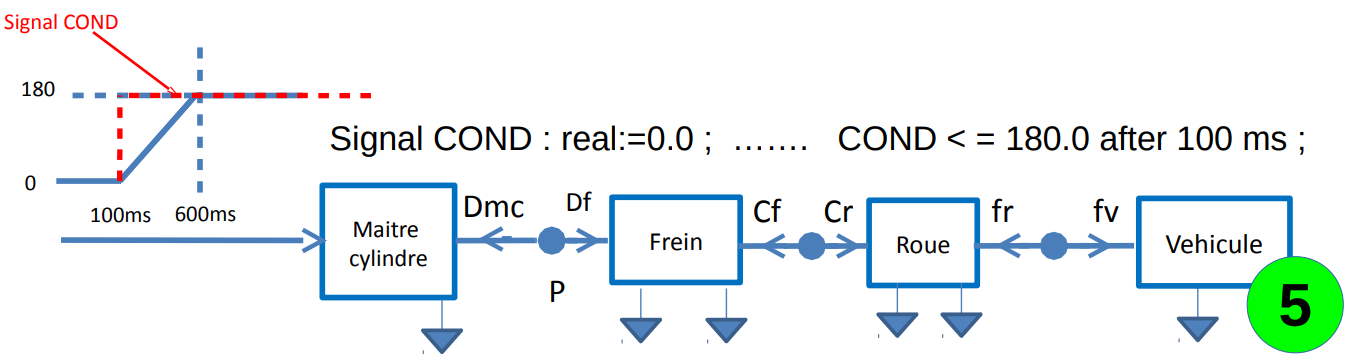 Signal COND
180
0
100ms 600ms
Signal COND : real:=0.0 ; ……. COND < = 180.0 after 100 ms ;
Maitre
cylindre
Dmc
Df
P
Frein
Cf
Cr
Roue
fr
fv
Vehicule
5